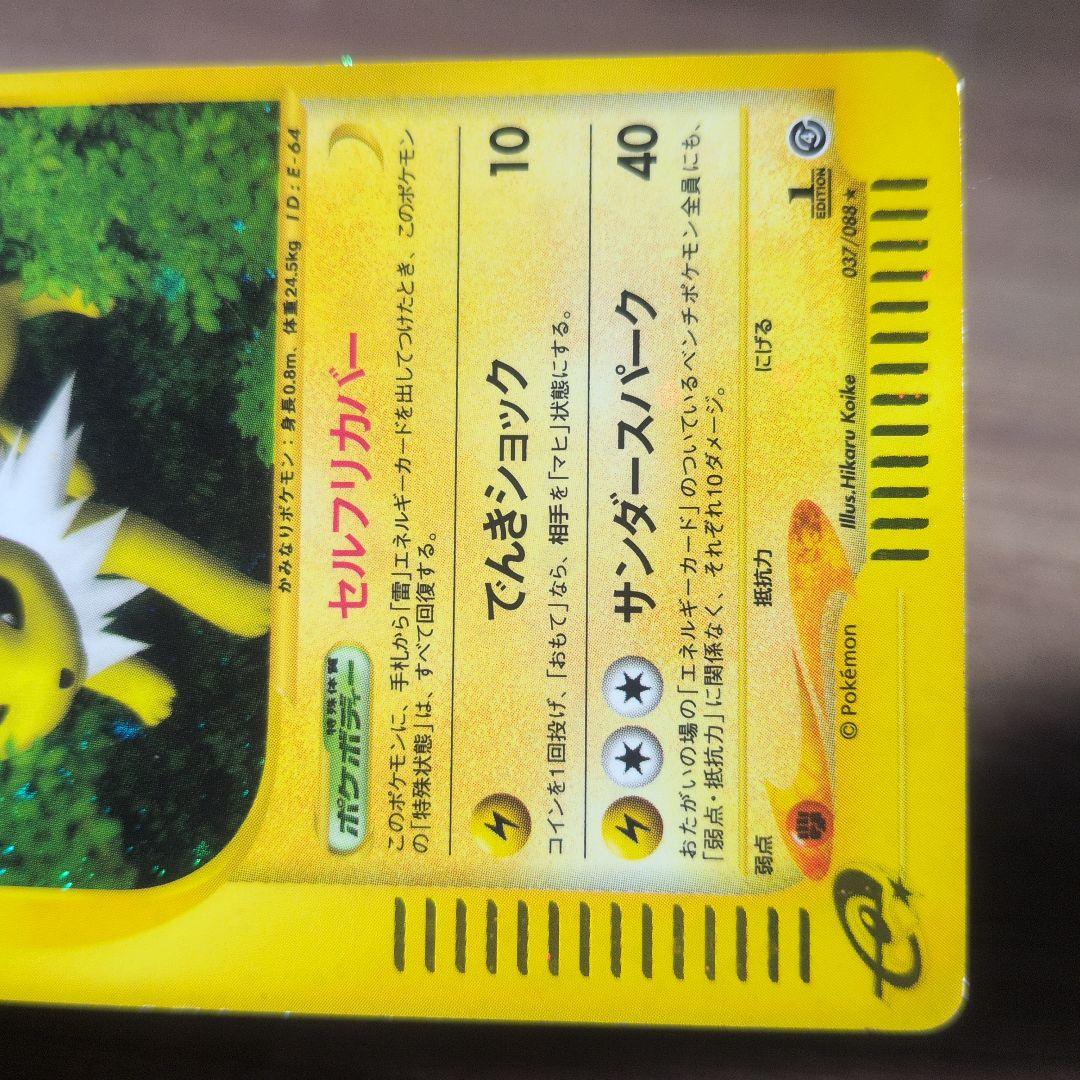 かみなりポケモン：身長0.8m、体重24.5kg ID:E-64
ポケボディー 特殊体質 セルフリカバー
このポケモンに、手札から「雷」エネルギーカードを出してつけたとき、このポケモン
の「特殊状態」は、すべて回復する。
でんきショック 10
コインを1回投げ、「おもて」なら、相手を「マヒ」状態にする。
サンダースパーク 40
おたがいの場の「エネルギーカード」のついているベンチポケモン全員にも、
「弱点・抵抗力」に関係なく、それぞれ10ダメージ。
弱点 抵抗力 にげる
1 EDITION 4
©Pokémon Illus.Hikaru Koike 037/088★
e